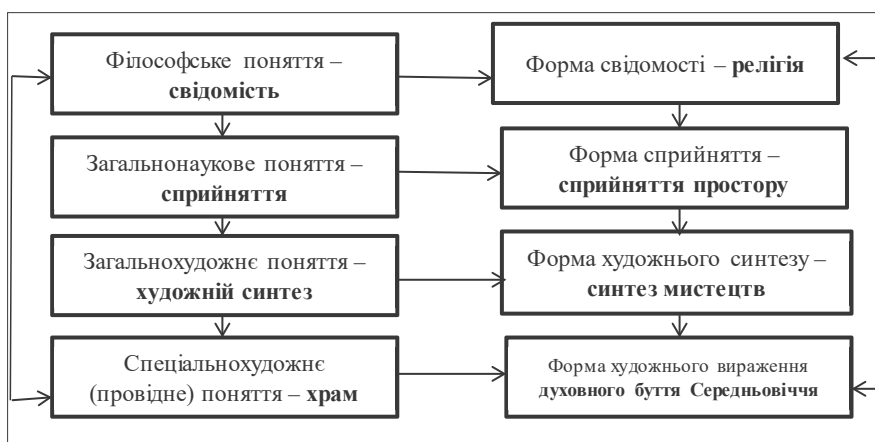 Філософське поняття –
свідомість
Форма свідомості – релігія
Загальнонаукове поняття –
сприйняття
Форма сприйняття –
сприйняття простору
Загальнохудожнє поняття –
художній синтез
Форма художнього синтезу –
синтез мистецтв
Спеціальнохудожнє
(провідне) поняття – храм
Форма художнього вираження
духовного буття Середньовіччя